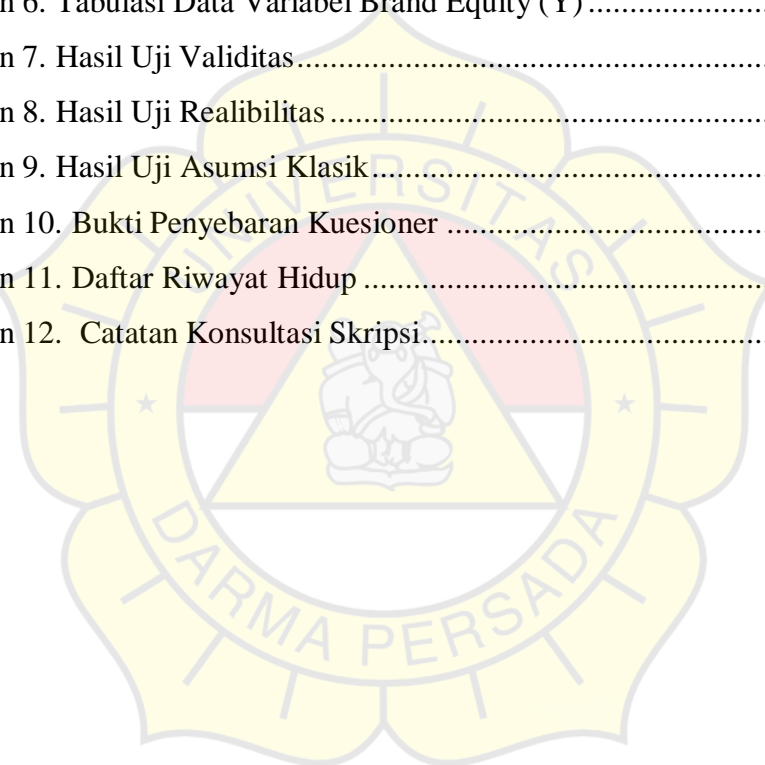 n 6. Tabulasi Data Variabel Brand Equity (Y).....................
n 7. Hasil Uji Validitas.............................................................
n 8. Hasil Uji Realibilitas........................................................
n 9. Hasil Uji Asumsi Klasik...................................................
n 10. Bukti Penyebaran Kuesioner .........................................
n 11. Daftar Riwayat Hidup....................................................
n 12.  Catatan Konsultasi Skripsi............................................
UNIVERSITAS
DARMA PERSADA